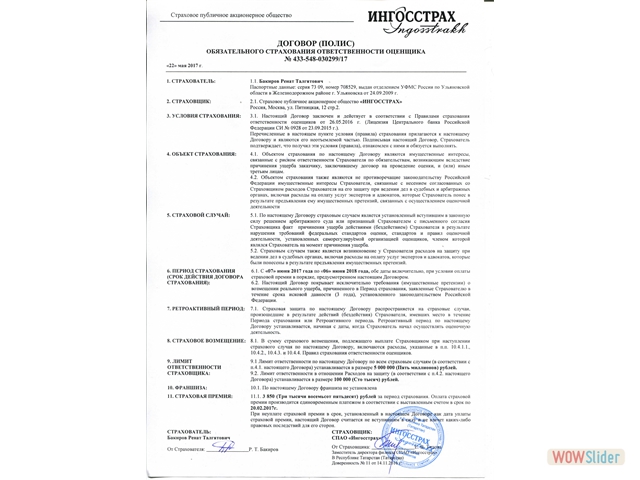 Страховое публичное акционерное общество
ИНГОССТРАХ
Ingosstrakh
ДОГОВОР (ПОЛИС)
ОБЯЗАТЕЛЬНОГО СТРАХОВАНИЯ ОТВЕТСТВЕННОСТИ ОЦЕНЩИКА
№ 433-548-030299/17
«22» мая 2017 г.
1. СТРАХОВАТЕЛЬ:
1.1. Бакиров Ренат Талгатович
Паспортные данные: серия 73 09, номер 708529, выдан отделом УФМС России по Ульяновской
области в Железнодорожном районе г. Ульяновска от 24.09.2009 г.
2. СТРАХОВЩИК:
2.1. Страховое публичное акционерное общество «ИНГОССТРАХ»
Россия, Москва, ул. Пятницкая, 12 стр.2.
3. УСЛОВИЯ СТРАХОВАНИЯ:
3.1. Настоящий Договор заключен и действует в соответствии с Правилами страхования
ответственности оценщиков от 26.05.2016 г. (Лицензия Центрального банка Российской
Федерации СИ № 0928 от 23.09.2015 г.).
Перечисленные в настоящем пункте условия (правила) страхования прилагаются к настоящему
Договору и являются его неотъемлемой частью. Подписывая настоящий Договор, Страхователь
подтверждает, что получил эти условия (правила), ознакомлен с ними и обязуется выполнять.
4. ОБЪЕКТ СТРАХОВАНИЯ:
4.1. Объектом страхования по настоящему Договору являются имущественные интересы,
связанные с риском ответственности Страхователя по обязательствам, возникающим вследствие
причинения ущерба заказчику, заключившему договор на проведение оценки, и (или) иным
третьим лицам.
4.2. Объектом страхования также являются не противоречащие законодательству Российской
Федерации имущественные интересы Страхователя, связанные с несением согласованных со
Страховщиком расходов Страхователя на его защиту при ведении дел в судебных и арбитражных
органах, включая расходы на оплату услуг экспертов и адвокатов, которые Страхователь понес в
результате предъявления ему имущественных претензий, связанных с осуществлением оценочной
деятельности
5. СТРАХОВОЙ СЛУЧАЙ:
5.1. По настоящему Договору страховым случаем является установленный вступившим в законную
силу решением арбитражного суда или признанный Страховщиком с письменного согласия
Страховщика факт причинения ущерба действиями (бездействием) Страхователя в результате
нарушения требований федеральных стандартов оценки, стандартов и правил оценочной
деятельности, установленных саморегулируемой организацией оценщиков, членом которой
являлся Страхователь на момент причинения ущерба.
5.2. Страховым случаем также является возникновение у Страхователя расходов на защиту при
ведении дел в судебных органах, включая расходы на оплату услуг экспертов и адвокатов, которые
были понесены в результате предъявления имущественных претензий.
6. ПЕРИОД СТРАХОВАНИЯ
(СРОК ДЕЙСТВИЯ ДОГОВОРА
СТРАХОВАНИЯ):
6.1. С «07» июня 2017 года по «06» июня 2018 года, обе даты включительно, при условии оплаты
страховой премии в порядке, предусмотренном настоящим Договором.
6.2. Настоящий Договор покрывает исключительно требования (имущественные претензии) о
возмещении реального ущерба, причиненного в Период страхования, заявленные Страхователю в
течение срока исковой давности (3 года), установленного законодательством Российской
Федерации.
7. РЕТРОАКТИВНЫЙ ПЕРИОД:
7.1. Страховая защита по настоящему Договору распространяется на страховые случаи,
произошедшие в результате действий (бездействия) Страхователя, имевших место в течение
Периода страхования или Ретроактивного периода. Ретроактивный период по настоящему
Договору устанавливается, начиная с даты, когда Страхователь начал осуществлять оценочную
деятельность.
8. СТРАХОВОЕ ВОЗМЕЩЕНИЕ:
8.1. В сумму страхового возмещения, подлежащего выплате Страховщиком при наступлении
страхового случая по настоящему Договору, включаются расходы, указанные в п.п. 10.4.1.1.,
10.4.2., 10.4.3. и 10.4.4. Правил страхования ответственности оценщиков.
9. ЛИМИТ
ОТВЕТСТВЕННОСТИ
СТРАХОВЩИКА:
9.1. Лимит ответственности по настоящему Договору по всем страховым случаям (в соответствии с
п.4.1. настоящего Договора) устанавливается в размере 5 000 000 (Пять миллионов) рублей.
9.2. Лимит ответственности в отношении Расходов на защиту (в соответствии с п.4.2. настоящего
Договора) устанавливается в размере 100 000 (Сто тысяч) рублей.
10. ФРАНШИЗА:
10.1. По настоящему Договору франшиза не установлена
11. СТРАХОВАЯ ПРЕМИЯ:
11.1. 3 850 (Три тысячи восемьсот пятьдесят) рублей за период страхования. Оплата страховой
премии производится единовременным платежом в соответствии с выставленным счетом в срок по
20.02.2017г.
При неуплате страховой премии в срок, установленный в настоящем Договоре как дата уплаты
страховой премии, настоящий Договор считается не вступившим в силу и не влечет каких-либо
правовых последствий для его сторон.
СТРАХОВАТЕЛЬ:
Бакиров Ренат Талгатович
От Страхователя:
Р. Т. Бакиров
СТРАХОВЩИК:
СПАО «Ингосстрах»
От Страховщика:
Заместитель директора филиала
В Республике Татарстан (Татарстан)
Доверенность № 11 от 14.11.2016 г.
ИНГОССТРАХ
Ingosstrakh
WOWSlider